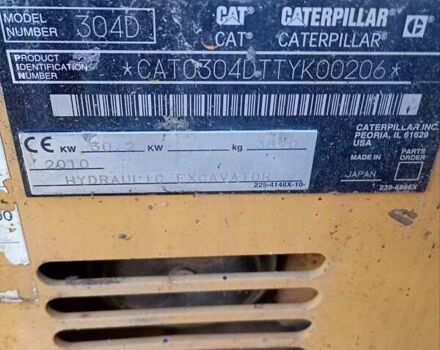 MODEL NUMBER 304D CAT CATERPILLAR
CAT® CATERPILLAR®
PRODUCT IDENTIFICATION NUMBER *CAT0304DTTYK00206*
CATERPILLAR INC.
PEORIA, IL 61629
USA
CE KW 30 KW kg
2010
HYDRAULIC EXCAVATOR
225-4148X-10-
MADE IN JAPAN
PARTS ORDER
239-6986X